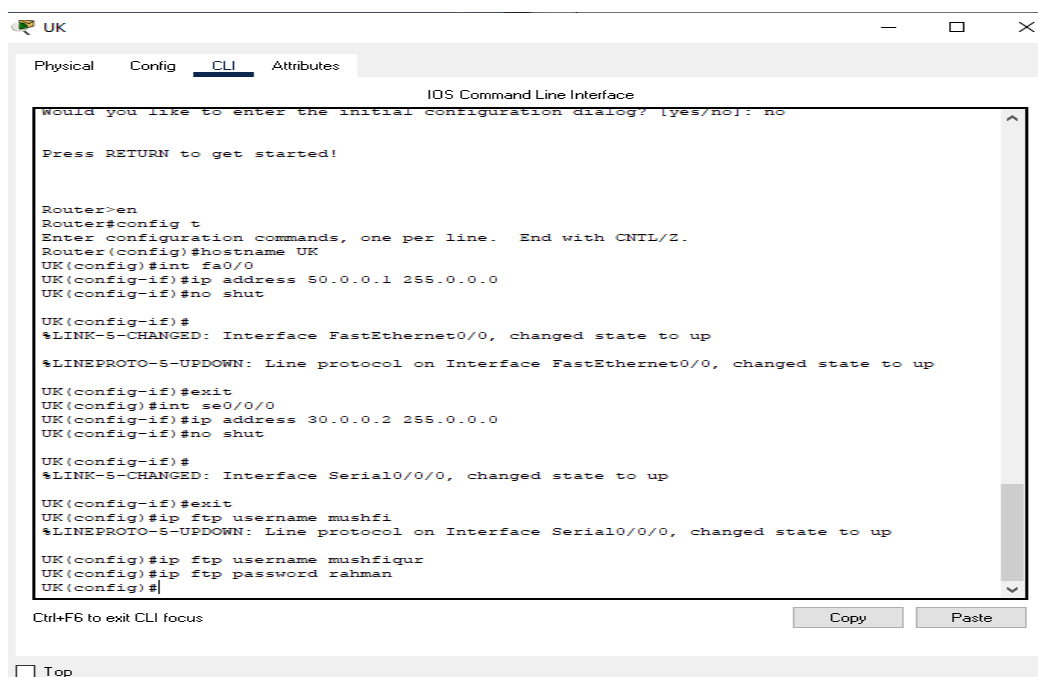 UK
Physical Config CLI Attributes
IOS Command Line Interface
Would you like to enter the initial configuration dialog? [yes/no]: no
Press RETURN to get started!
Router>en
Router#config t
Enter configuration commands, one per line.  End with CNTL/Z.
Router(config)#hostname UK
UK(config)#int fa0/0
UK(config-if)#ip address 50.0.0.1 255.0.0.0
UK(config-if)#no shut
UK(config-if)#
%LINK-5-CHANGED: Interface FastEthernet0/0, changed state to up
%LINEPROTO-5-UPDOWN: Line protocol on Interface FastEthernet0/0, changed state to up
UK(config-if)#exit
UK(config)#int se0/0/0
UK(config-if)#ip address 30.0.0.2 255.0.0.0
UK(config-if)#no shut
UK(config-if)#
%LINK-5-CHANGED: Interface Serial0/0/0, changed state to up
UK(config-if)#exit
UK(config)#ip ftp username mushfi
%LINEPROTO-5-UPDOWN: Line protocol on Interface Serial0/0/0, changed state to up
UK(config)#ip ftp username mushfiqur
UK(config)#ip ftp password rahman
UK(config)#
Ctrl+F6 to exit CLI focus
Copy Paste
Top